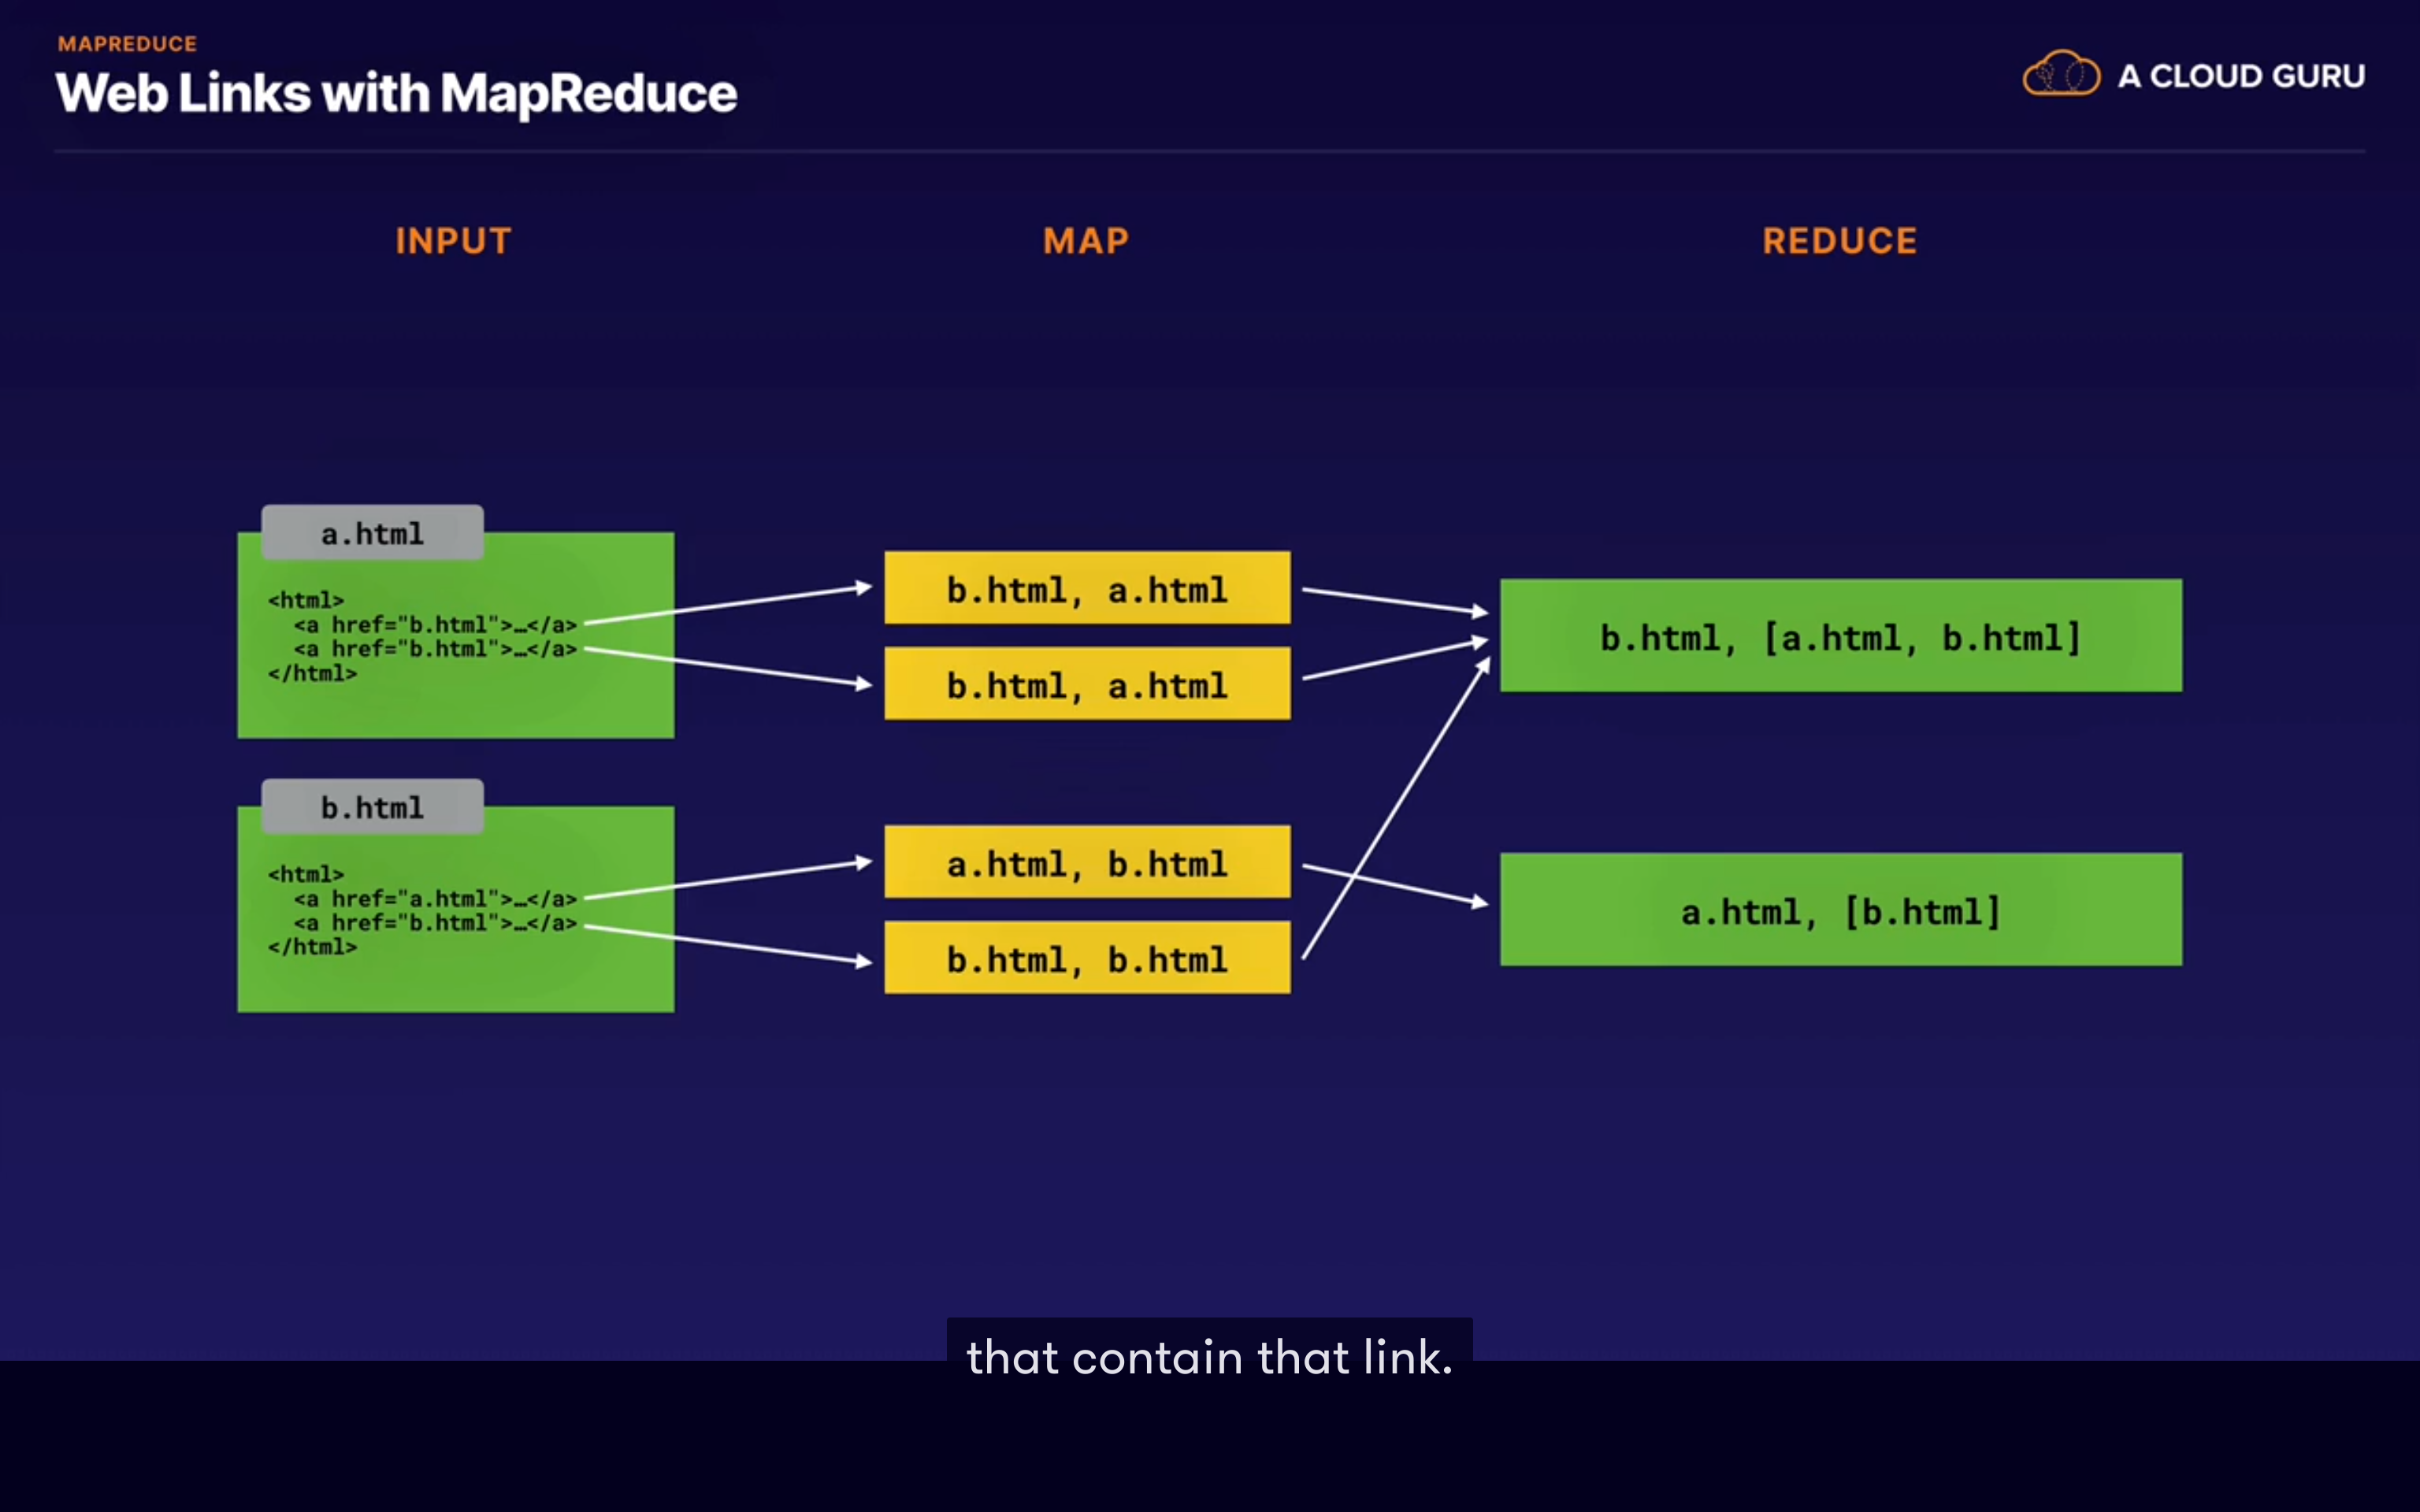 MAPREDUCE
Web Links with MapReduce
A CLOUD GURU
INPUT
MAP
REDUCE
a.html
<html>
<a href="b.html">…</a>
<a href="b.html">…</a>
</html>
b.html
<html>
<a href="a.html">…</a>
<a href="b.html">…</a>
</html>
b.html, a.html
b.html, a.html
a.html, b.html
b.html, b.html
b.html, [a.html, b.html]
a.html, [b.html]
that contain that link.